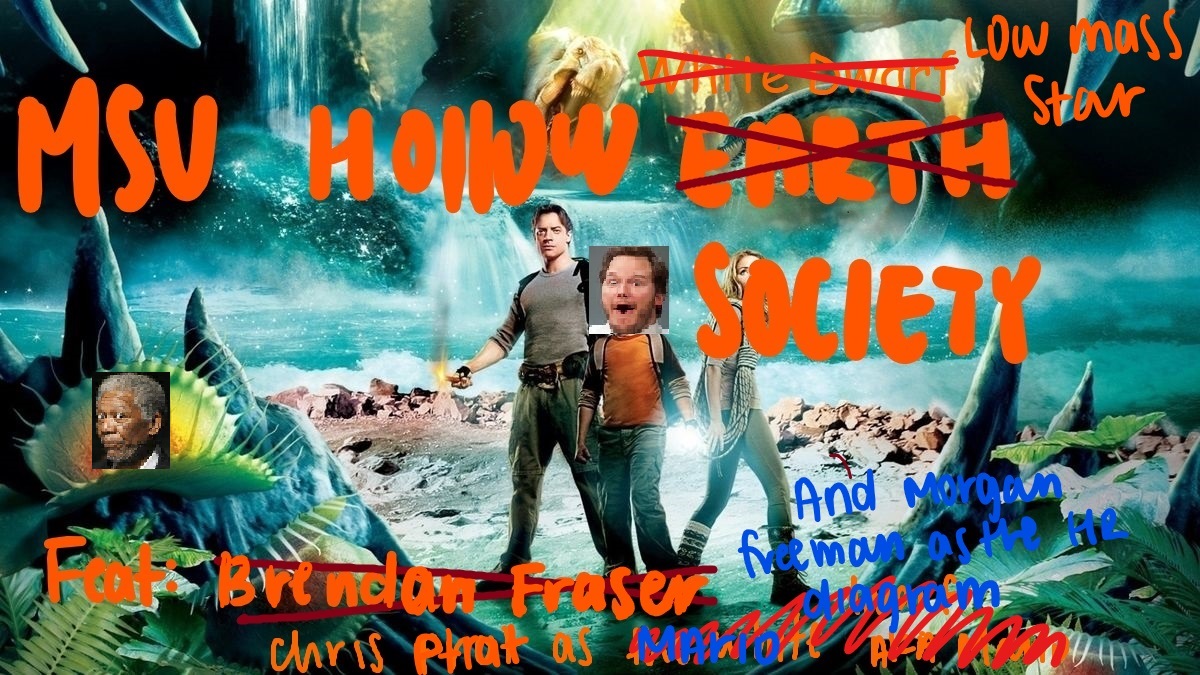 White Dwarf
LOW mass
Star
MSU HOllOW EARTH
SOCIETY
And morgan
freeman as the HR
diagram
Feat: Brendan Fraser
chris prat as MARIO